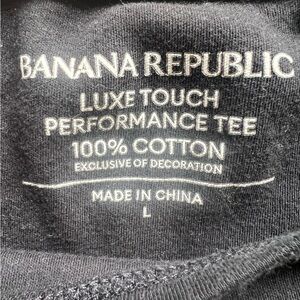 BANANA REPUBLIC
LUXE TOUCH
PERFORMANCE TEE
100% COTTON
EXCLUSIVE OF DECORATION
MADE IN CHINA
L